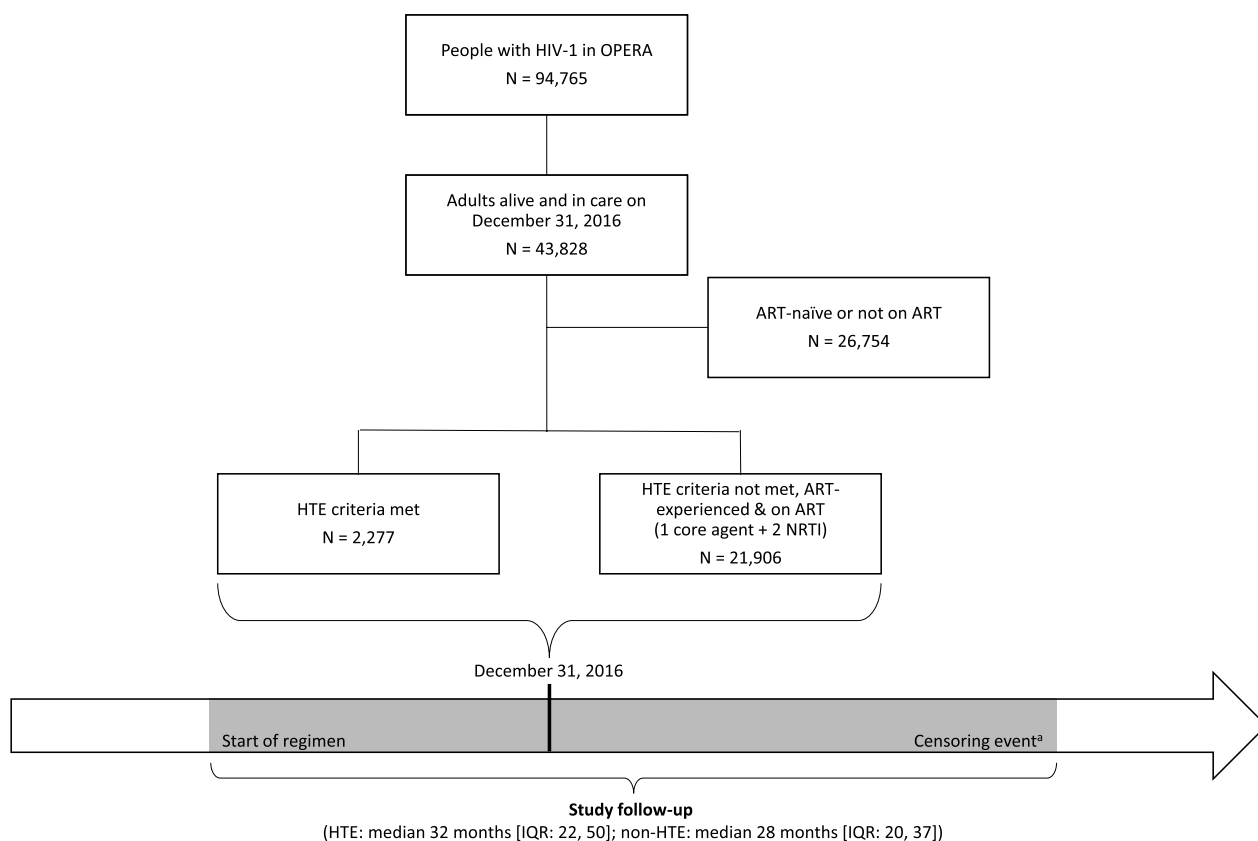 People with HIV-1 in OPERA
N = 94,765
Adults alive and in care on
December 31, 2016
N = 43,828
ART-naïve or not on ART
N = 26,754
HTE criteria met
N = 2,277
HTE criteria not met, ART-
experienced & on ART
(1 core agent + 2 NRTI)
N = 21,906
December 31, 2016
Start of regimen
Censoring eventᵃ
Study follow-up
(HTE: median 32 months [IQR: 22, 50]; non-HTE: median 28 months [IQR: 20, 37])